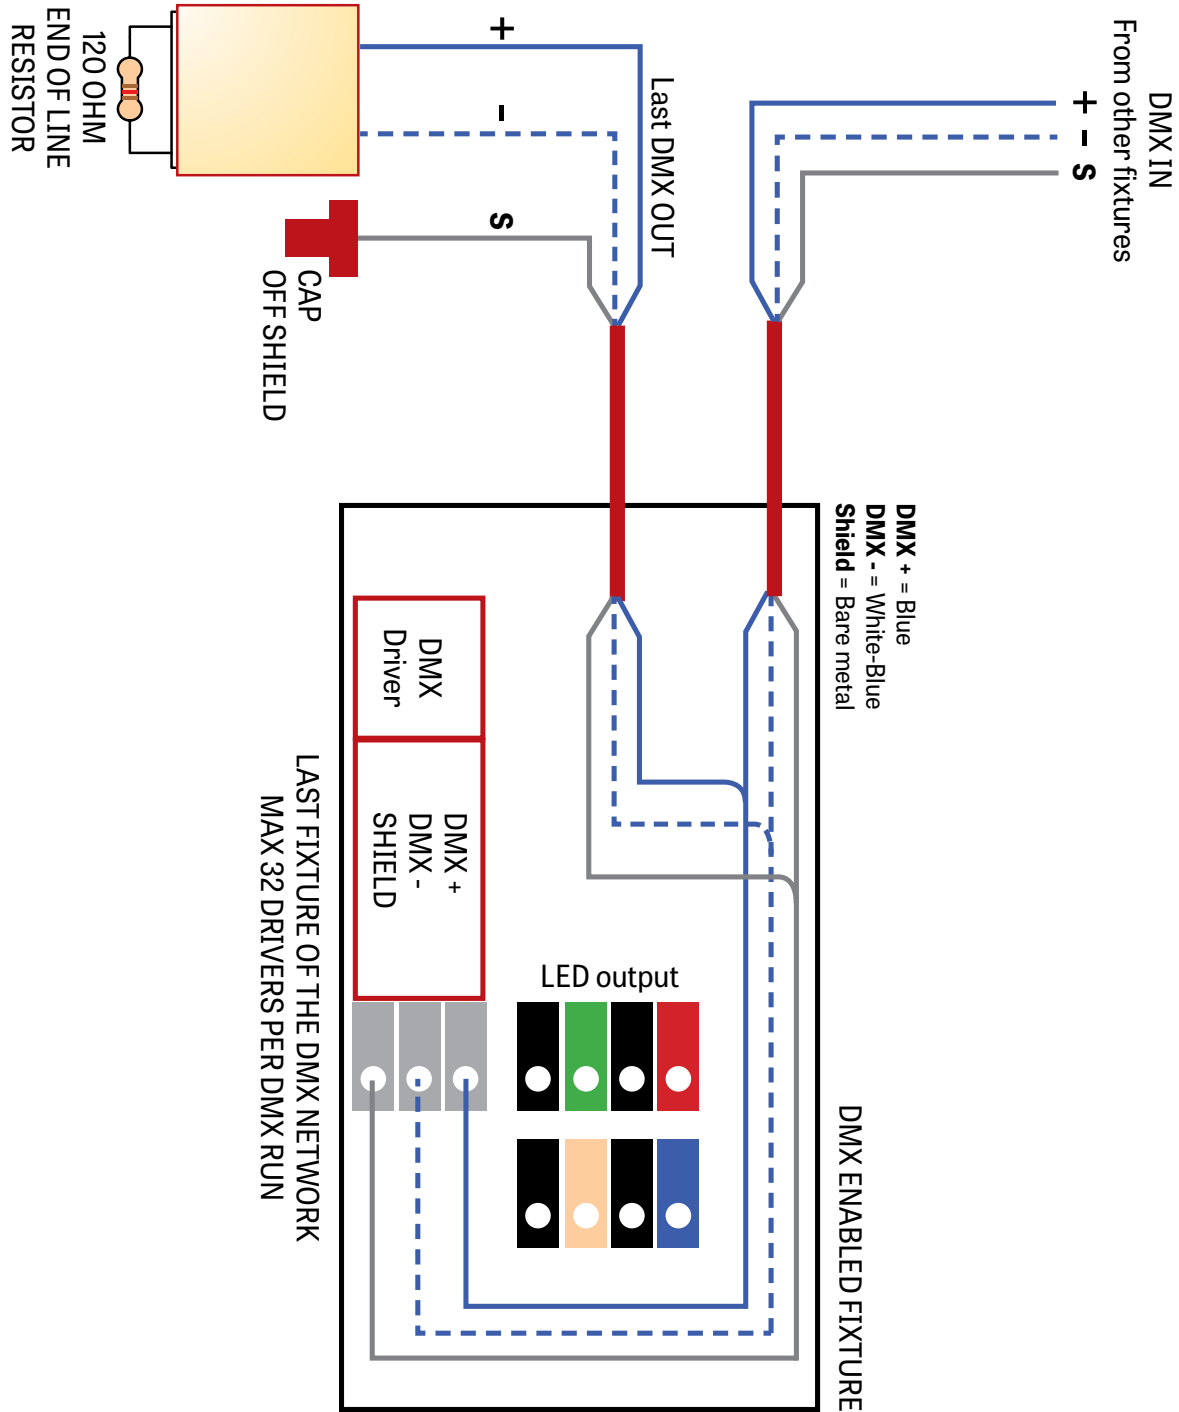 DMX IN
From other fixtures
+
-
S
Last DMX OUT
+
-
S
120 OHM
END OF LINE
RESISTOR
CAP
OFF SHIELD
DMX + = Blue
DMX - = White-Blue
Shield = Bare metal
DMX ENABLED FIXTURE
DMX
Driver
DMX +
DMX -
SHIELD
LED output
LAST FIXTURE OF THE DMX NETWORK
MAX 32 DRIVERS PER DMX RUN